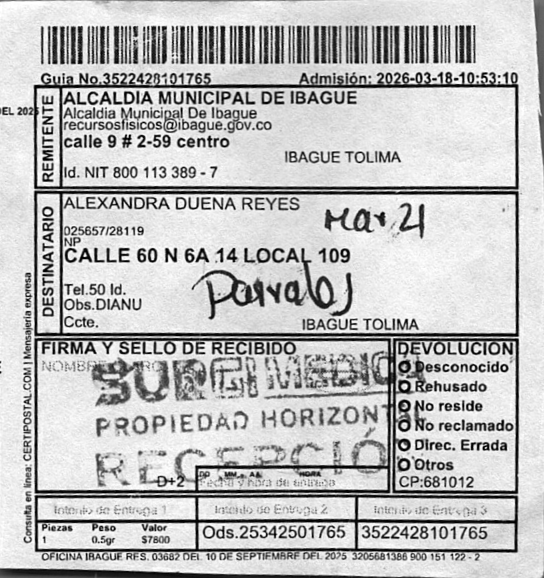 Guia No.3522428101765 Admisión: 2026-03-18-10:53:10
DEL 2025
REMITENTE
ALCALDIA MUNICIPAL DE IBAGUE
Alcaldia Municipal De Ibague
recursosfisicos@ibague.gov.co
calle 9 # 2-59 centro
IBAGUE TOLIMA
Id. NIT 800 113 389 - 7
DESTINATARIO
ALEXANDRA DUENA REYES
Mar 21
025657/28119
NP
CALLE 60 N 6A 14 LOCAL 109
Tel.50 Id.
Obs.DIANU
Ccte.
IBAGUE TOLIMA
FIRMA Y SELLO DE RECIBIDO
NOMBRE
SURGIMEDICA
PROPIEDAD HORIZONTAL
RECEPCIÓ
D+2
DD MM AA HORA
Fecha y hora de entrega
DEVOLUCION
Desconocido
Rehusado
No reside
No reclamado
Direc. Errada
Otros
CP:681012
Intento de Entrega 1 Intento de Entrega 2 Intento de Entrega 3
Piezas Peso Valor
1 0.5gr $7800
Ods.25342501765 3522428101765
OFICINA IBAGUE RES. 03682 DEL 10 DE SEPTIEMBRE DEL 2025 3205681386 900 151 122 - 2
Consulta en linea: CERTIPOSTAL.COM | Mensajería expresa